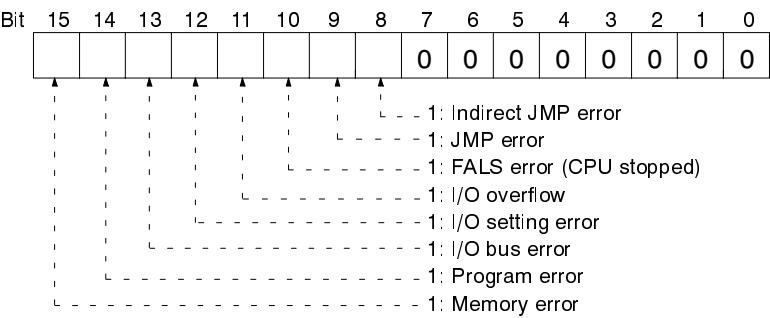 Bit 15 14 13 12 11 10 9 8 7 6 5 4 3 2 1 0
0 0 0 0 0 0 0 0
1: Indirect JMP error
1: JMP error
1: FALS error (CPU stopped)
1: I/O overflow
1: I/O setting error
1: I/O bus error
1: Program error
1: Memory error